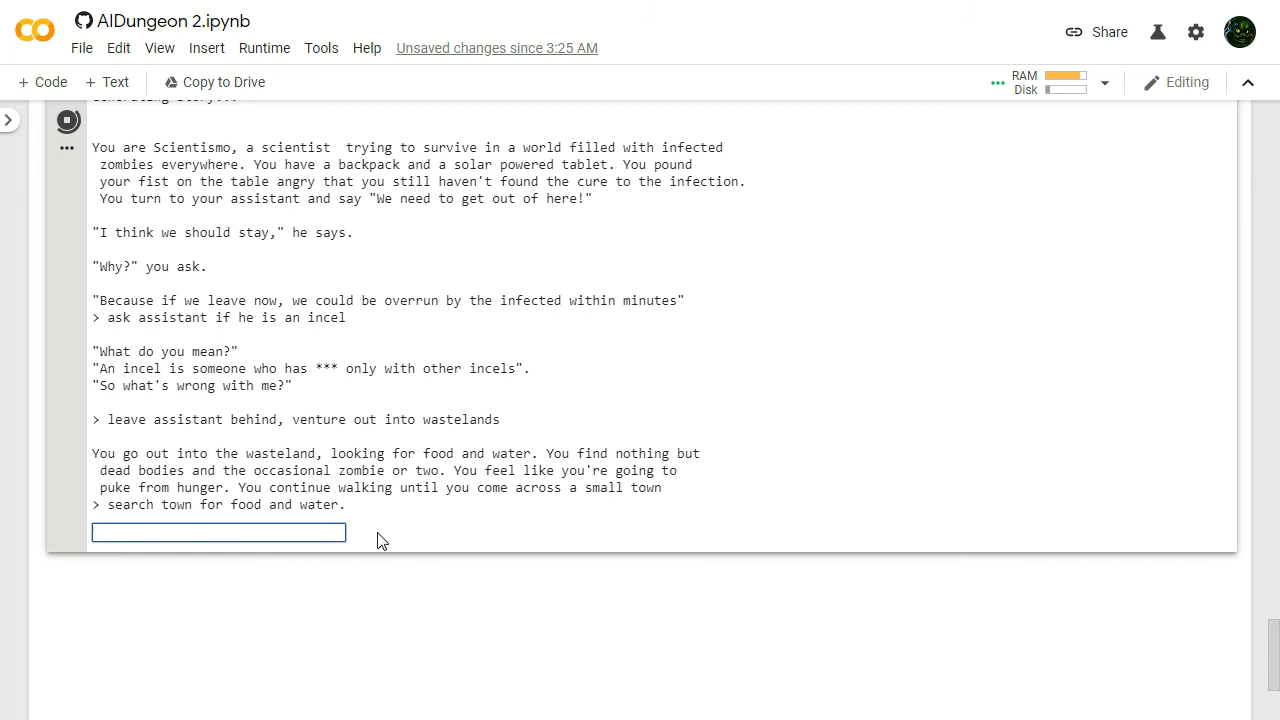 AIDungeon 2.ipynb
File Edit View Insert Runtime Tools Help Unsaved changes since 3:25 AM
Share
+ Code + Text Copy to Drive
RAM
Disk
Editing
Generating story...
You are Scientismo, a scientist  trying to survive in a world filled with infected
zombies everywhere. You have a backpack and a solar powered tablet. You pound
your fist on the table angry that you still haven't found the cure to the infection.
You turn to your assistant and say "We need to get out of here!"
"I think we should stay," he says.
"Why?" you ask.
"Because if we leave now, we could be overrun by the infected within minutes"
> ask assistant if he is an incel
"What do you mean?"
"An incel is someone who has *** only with other incels".
"So what's wrong with me?"
> leave assistant behind, venture out into wastelands
You go out into the wasteland, looking for food and water. You find nothing but
dead bodies and the occasional zombie or two. You feel like you're going to
puke from hunger. You continue walking until you come across a small town
> search town for food and water.